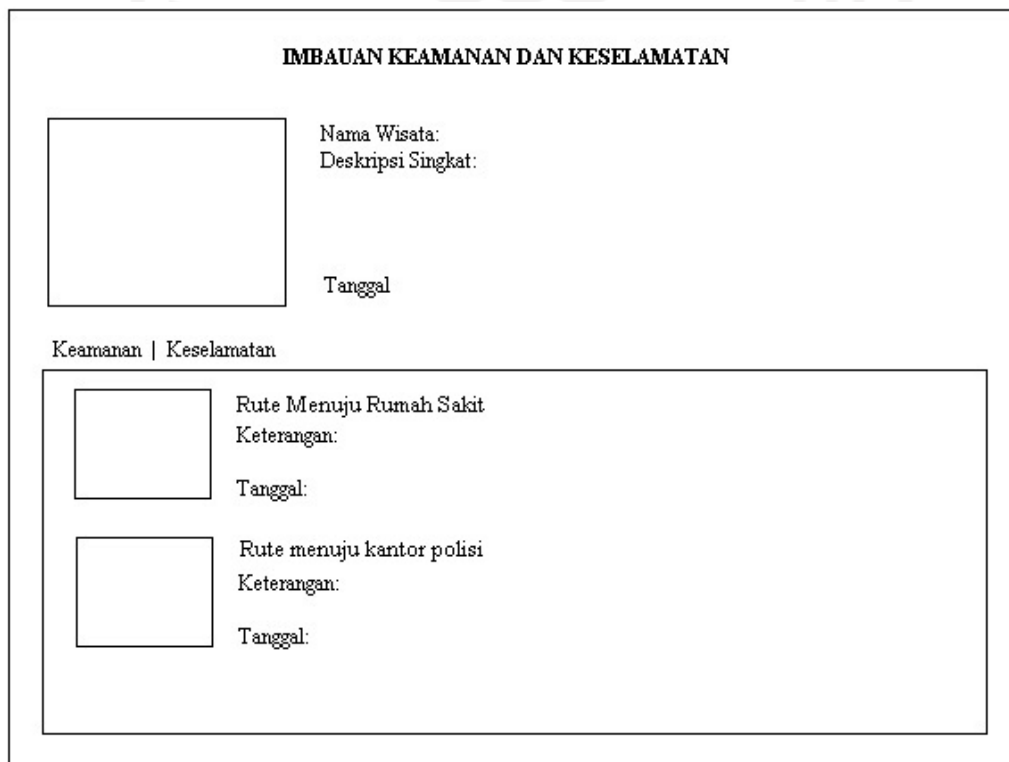 IMBAUAN KEAMANAN DAN KESELAMATAN
Nama Wisata:
Deskripsi Singkat:
Tanggal
Keamanan | Keselamatan
Rute Menuju Rumah Sakit
Keterangan:
Tanggal:
Rute menuju kantor polisi
Keterangan:
Tanggal: